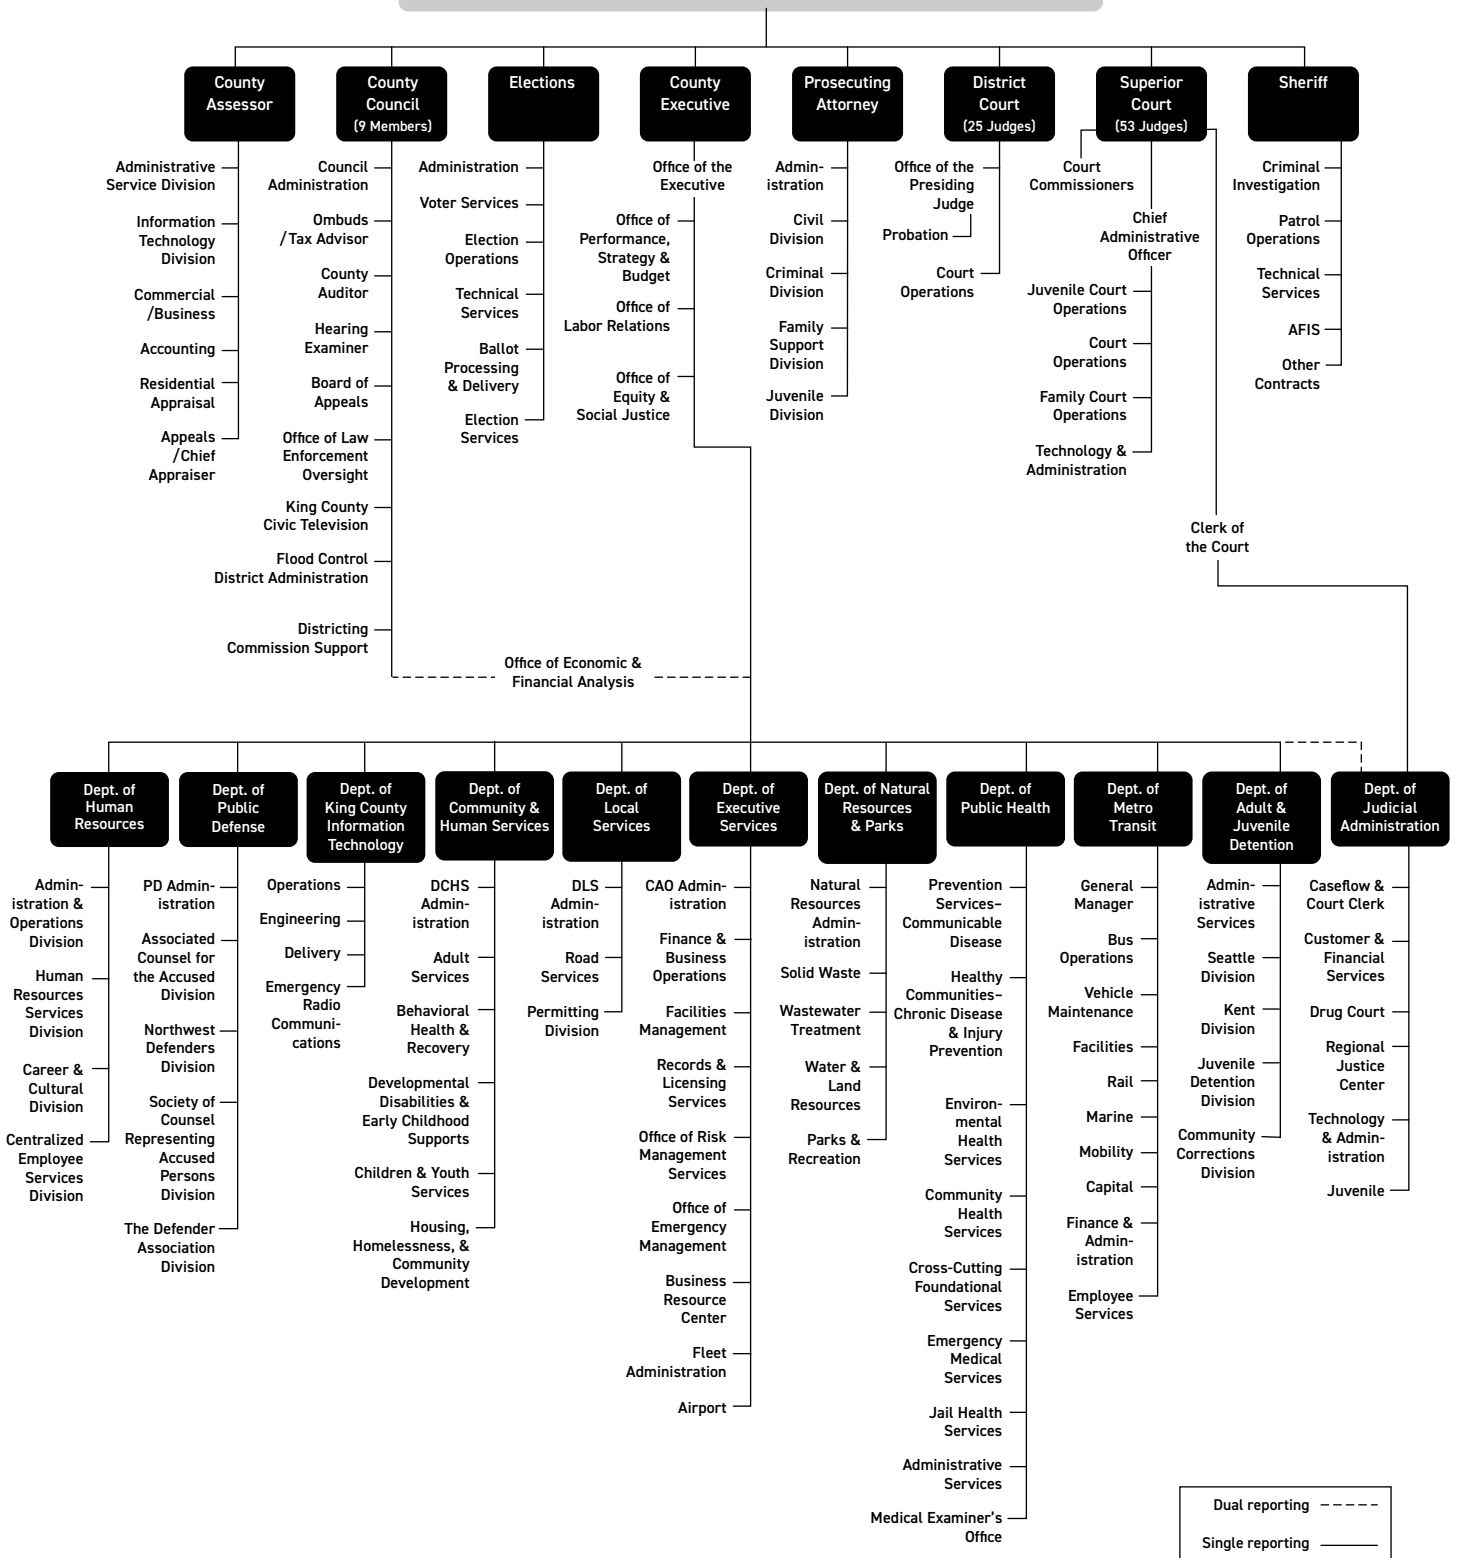 County
Assessor
County
Council
(9 Members)
Elections
County
Executive
Prosecuting
Attorney
District
Court
(25 Judges)
Superior
Court
(53 Judges)
Sheriff
Administrative
Service Division
Information
Technology
Division
Commercial
/Business
Accounting
Residential
Appraisal
Appeals
/Chief
Appraiser
Council
Administration
Ombuds
/Tax Advisor
County
Auditor
Hearing
Examiner
Board of
Appeals
Office of Law
Enforcement
Oversight
King County
Civic Television
Flood Control
District Administration
Districting
Commission Support
Administration
Voter Services
Election
Operations
Technical
Services
Ballot
Processing
& Delivery
Election
Services
Office of the
Executive
Office of
Performance,
Strategy &
Budget
Office of
Labor Relations
Office of
Equity &
Social Justice
Admin-
istration
Civil
Division
Criminal
Division
Family
Support
Division
Juvenile
Division
Office of the
Presiding
Judge
Probation
Court
Operations
Court
Commissioners
Chief
Administrative
Officer
Juvenile Court
Operations
Court
Operations
Family Court
Operations
Technology &
Administration
Clerk of
the Court
Criminal
Investigation
Patrol
Operations
Technical
Services
AFIS
Other
Contracts
Office of Economic &
Financial Analysis
Dept. of
Human
Resources
Dept. of
Public
Defense
Dept. of
King County
Information
Technology
Dept. of
Community &
Human Services
Dept. of
Local
Services
Dept. of
Executive
Services
Dept. of Natural
Resources
& Parks
Dept. of
Public Health
Dept. of
Metro
Transit
Dept. of
Adult &
Juvenile
Detention
Dept. of
Judicial
Administration
Admin-
istration &
Operations
Division
Human
Resources
Services
Division
Career &
Cultural
Division
Centralized
Employee
Services
Division
PD Admin-
istration
Associated
Counsel for
the Accused
Division
Northwest
Defenders
Division
Society of
Counsel
Representing
Accused
Persons
Division
The Defender
Association
Division
Operations
Engineering
Delivery
Emergency
Radio
Communi-
cations
DCHS
Admin-
istration
Adult
Services
Behavioral
Health &
Recovery
Developmental
Disabilities &
Early Childhood
Supports
Children & Youth
Services
Housing,
Homelessness, &
Community
Development
DLS
Admin-
istration
Road
Services
Permitting
Division
CAO Admin-
istration
Finance &
Business
Operations
Facilities
Management
Records &
Licensing
Services
Office of Risk
Management
Services
Office of
Emergency
Management
Business
Resource
Center
Fleet
Administration
Airport
Natural
Resources
Admin-
istration
Solid Waste
Wastewater
Treatment
Water &
Land
Resources
Parks &
Recreation
Prevention
Services–
Communicable
Disease
Healthy
Communities–
Chronic Disease
& Injury
Prevention
Environ-
mental
Health
Services
Community
Health
Services
Cross-Cutting
Foundational
Services
Emergency
Medical
Services
Jail Health
Services
Administrative
Services
Medical Examiner's
Office
General
Manager
Bus
Operations
Vehicle
Maintenance
Facilities
Rail
Marine
Mobility
Capital
Finance &
Admin-
istration
Employee
Services
Admin-
istrative
Services
Seattle
Division
Kent
Division
Juvenile
Detention
Division
Community
Corrections
Division
Caseflow &
Court Clerk
Customer &
Financial
Services
Drug Court
Regional
Justice
Center
Technology
& Admin-
istration
Juvenile
Dual reporting
Single reporting